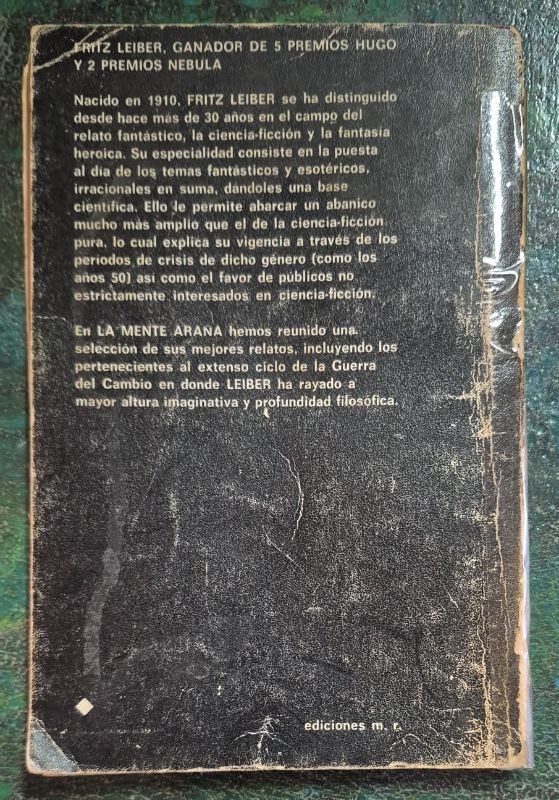 FRITZ LEIBER, GANADOR DE 5 PREMIOS HUGO
Y 2 PREMIOS NEBULA
Nacido en 1910, FRITZ LEIBER se ha distinguido
desde hace más de 30 años en el campo del
relato fantástico, la ciencia-ficción y la fantasía
heroica. Su especialidad consiste en la puesta
al día de los temas fantásticos y esotéricos,
irracionales en suma, dándoles una base
científica. Ello le permite abarcar un abanico
mucho más amplio que el de la ciencia-ficción
pura, lo cual explica su vigencia a través de los
periodos de crisis de dicho género (como los
años 50) así como el favor de públicos no
estrictamente interesados en ciencia-ficción.
En LA MENTE ARAÑA hemos reunido una
selección de sus mejores relatos, incluyendo los
pertenecientes al extenso ciclo de la Guerra
del Cambio en donde LEIBER ha rayado a
mayor altura imaginativa y profundidad filosófica.
ediciones m. r.